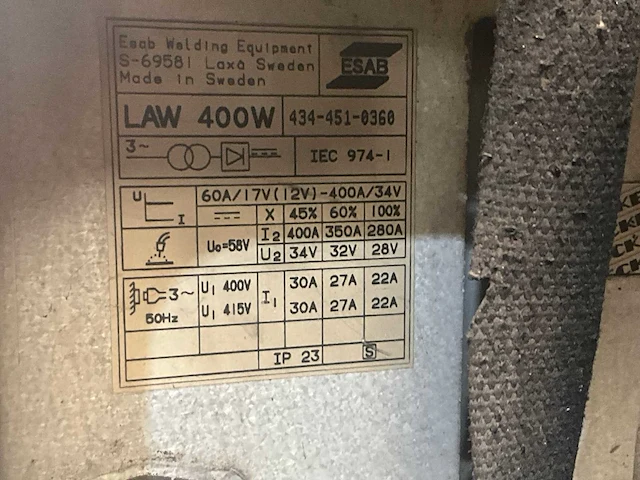 Esab Welding Equipment
S-69581 Laxå Sweden
Made in Sweden
ESAB
LAW 400W
434-451-0360
3~
IEC 974-1
U
I
60A/17V(12V)-400A/34V
X 45% 60% 100%
U₀=58V
I₂ 400A 350A 280A
U₂ 34V 32V 28V
3~
50Hz
U₁ 400V
I₁
30A 27A 22A
U₁ 415V
30A 27A 22A
IP 23
S